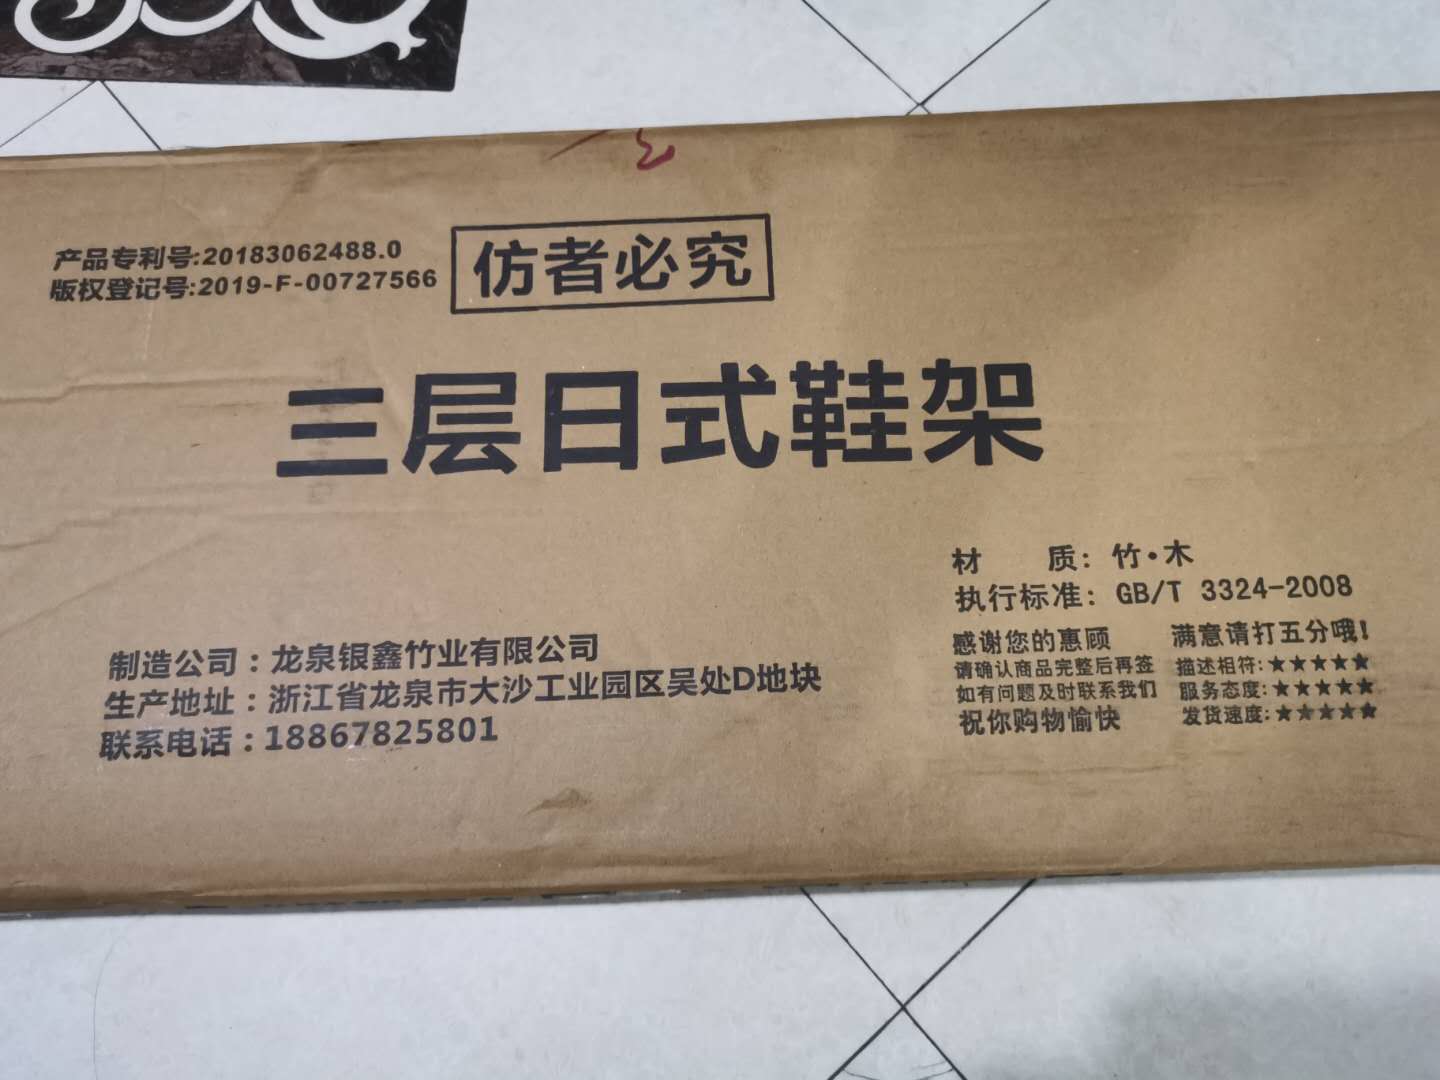 产品专利号:20183062488.0
版权登记号:2019-F-00727566
仿者必究
三层日式鞋架
材 质：竹·木
执行标准：GB/T 3324-2008
感谢您的惠顾
请确认商品完整后再签
如有问题及时联系我们
祝你购物愉快
满意请打五分哦!
描述相符:★★★★★
服务态度:★★★★★
发货速度:★★★★★
制造公司：龙泉银鑫竹业有限公司
生产地址：浙江省龙泉市大沙工业园区吴处D地块
联系电话：18867825801